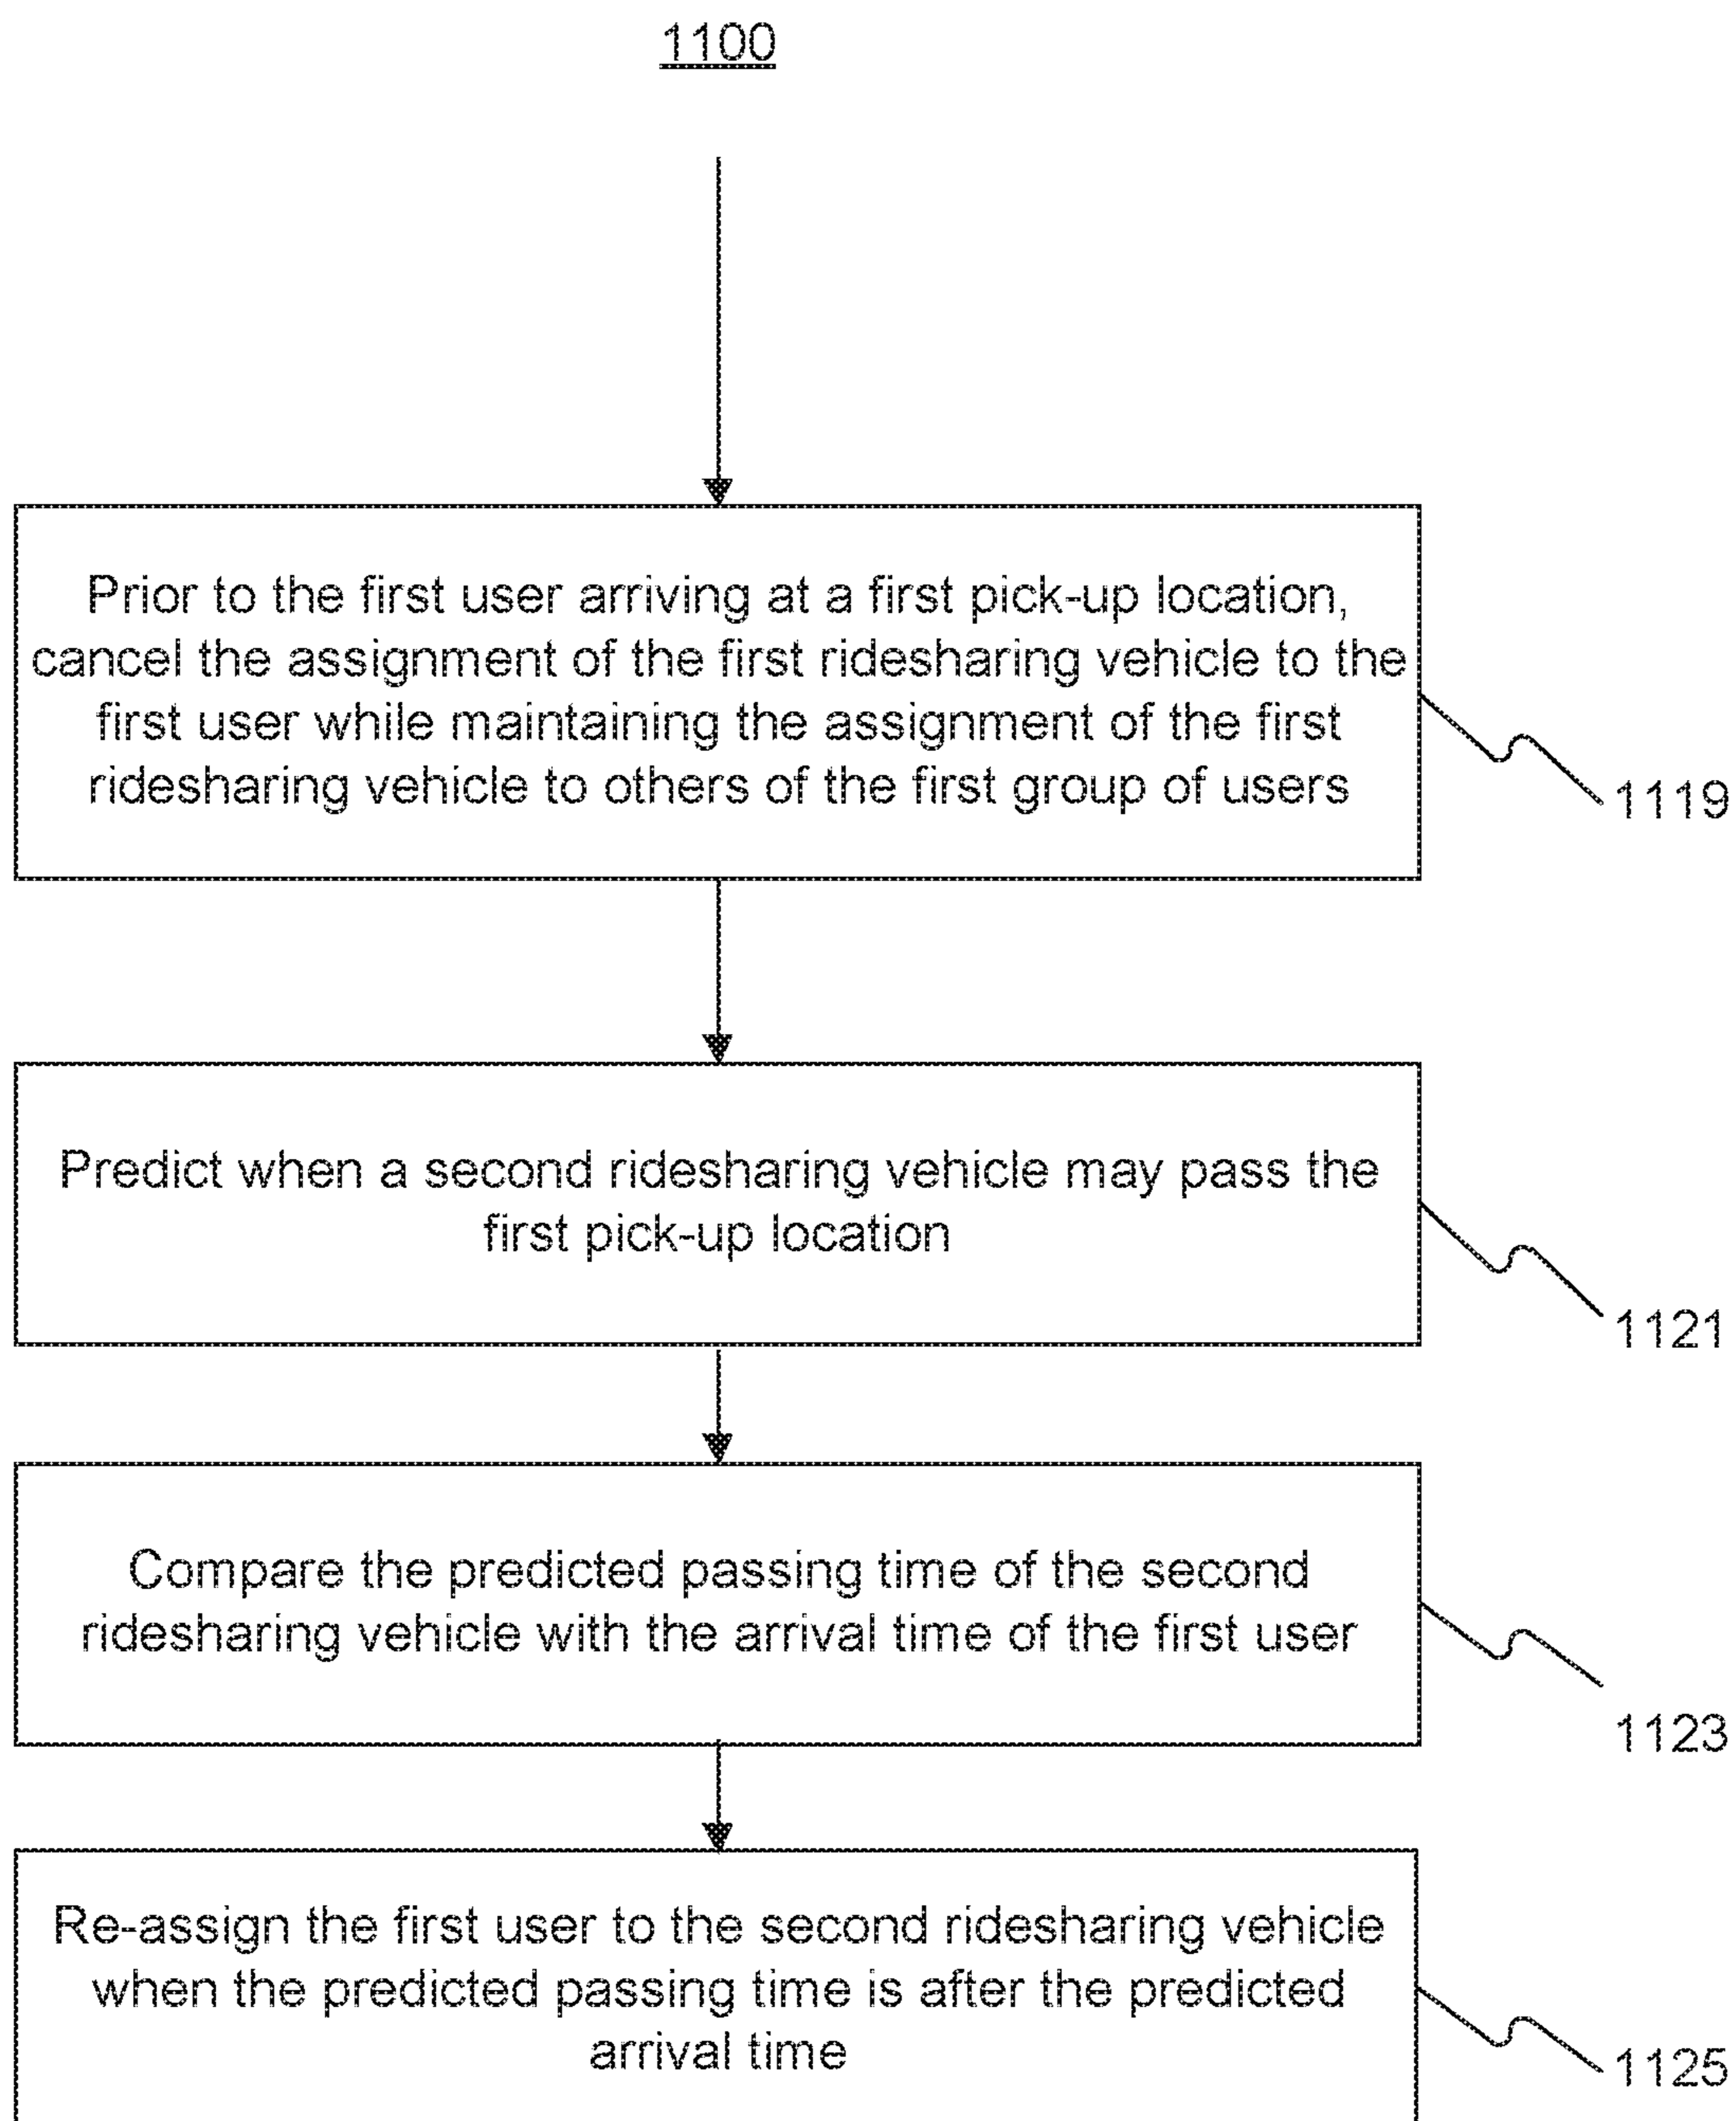 1100
Prior to the first user arriving at a first pick-up location,
cancel the assignment of the first ridesharing vehicle to the
first user while maintaining the assignment of the first
ridesharing vehicle to others of the first group of users
1119
Predict when a second ridesharing vehicle may pass the
first pick-up location
1121
Compare the predicted passing time of the second
ridesharing vehicle with the arrival time of the first user
1123
Re-assign the first user to the second ridesharing vehicle
when the predicted passing time is after the predicted
arrival time
1125